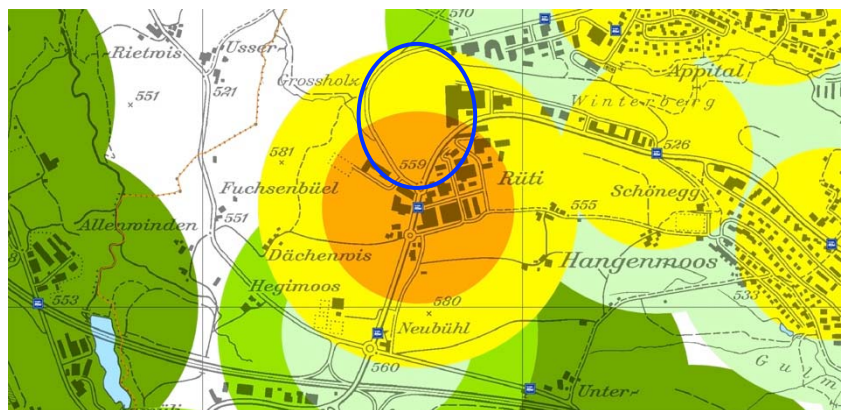 510
Rietwis
Usser-
Appital
Grossholz
551
521
Winterberg
526
581
559
Rüti
Fuchsenbüel
Schönegg
555
551
Allenwinden
Dächenwis
Hangenmoos
Hegimoos
533
553
580
Neubühl
560
Gulm
Unter-